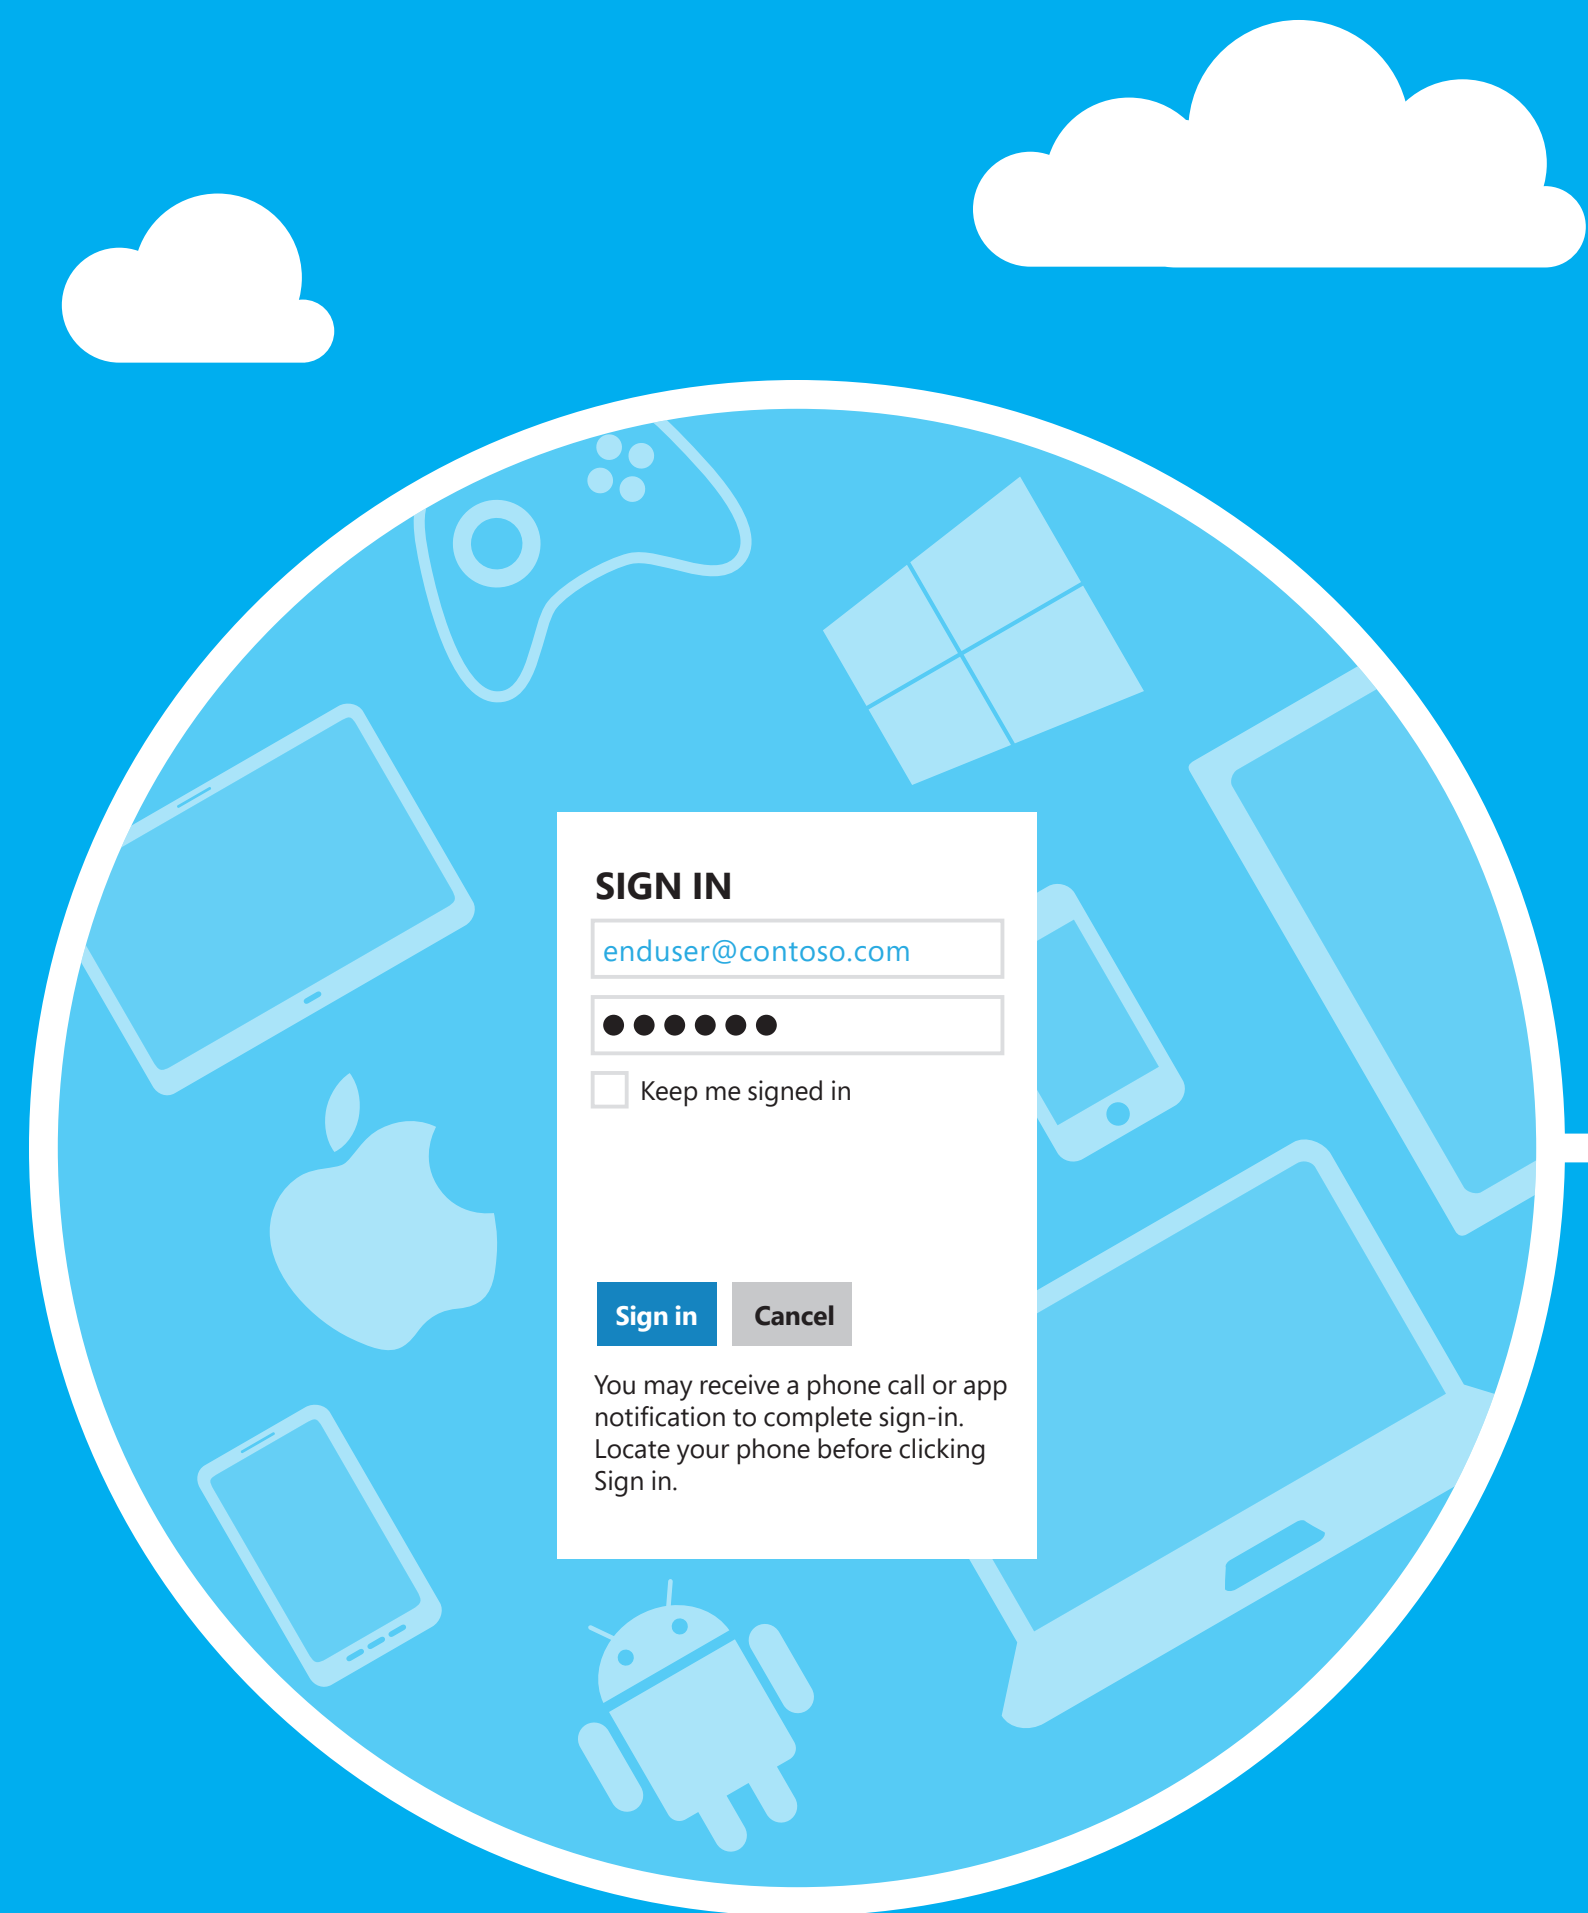 SIGN IN
enduser@contoso.com
Keep me signed in
Sign in
Cancel
You may receive a phone call or app
notification to complete sign-in.
Locate your phone before clicking
Sign in.